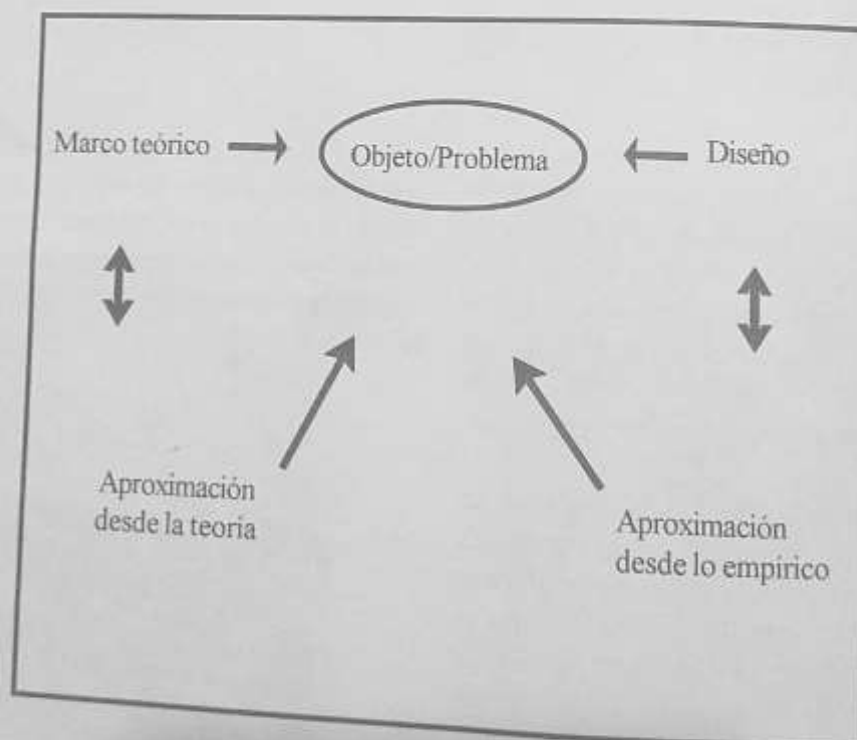 Marco teórico
Objeto/Problema
Diseño
Aproximación
desde la teoría
Aproximación
desde lo empírico